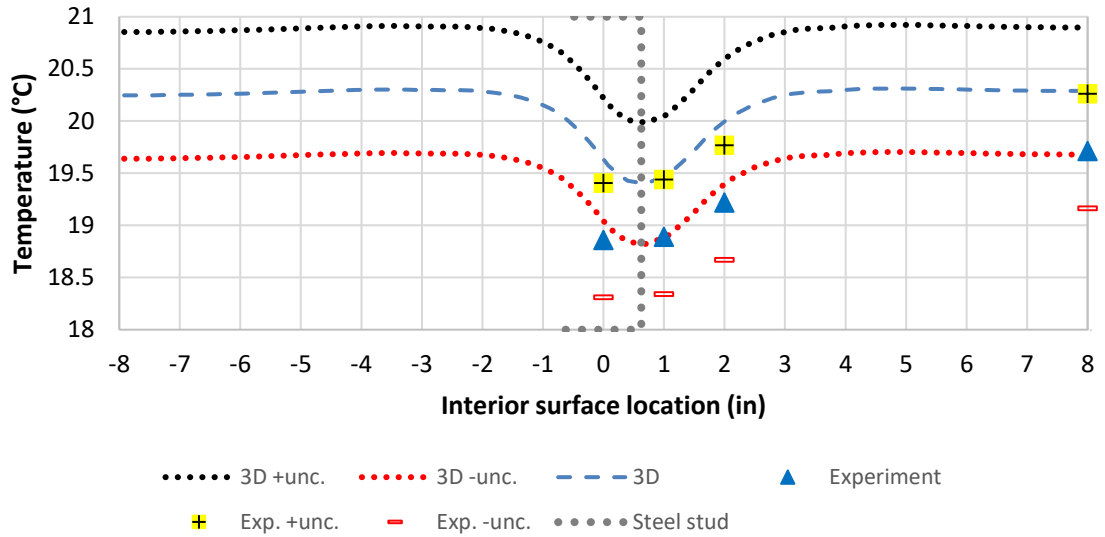 21
20.5
20
19.5
19
18.5
18
Temperature (°C)
-8 -7 -6 -5 -4 -3 -2 -1 0 1 2 3 4 5 6 7 8
Interior surface location (in)
3D +unc. 3D -unc. 3D Experiment
Exp. +unc. Exp. -unc. Steel stud